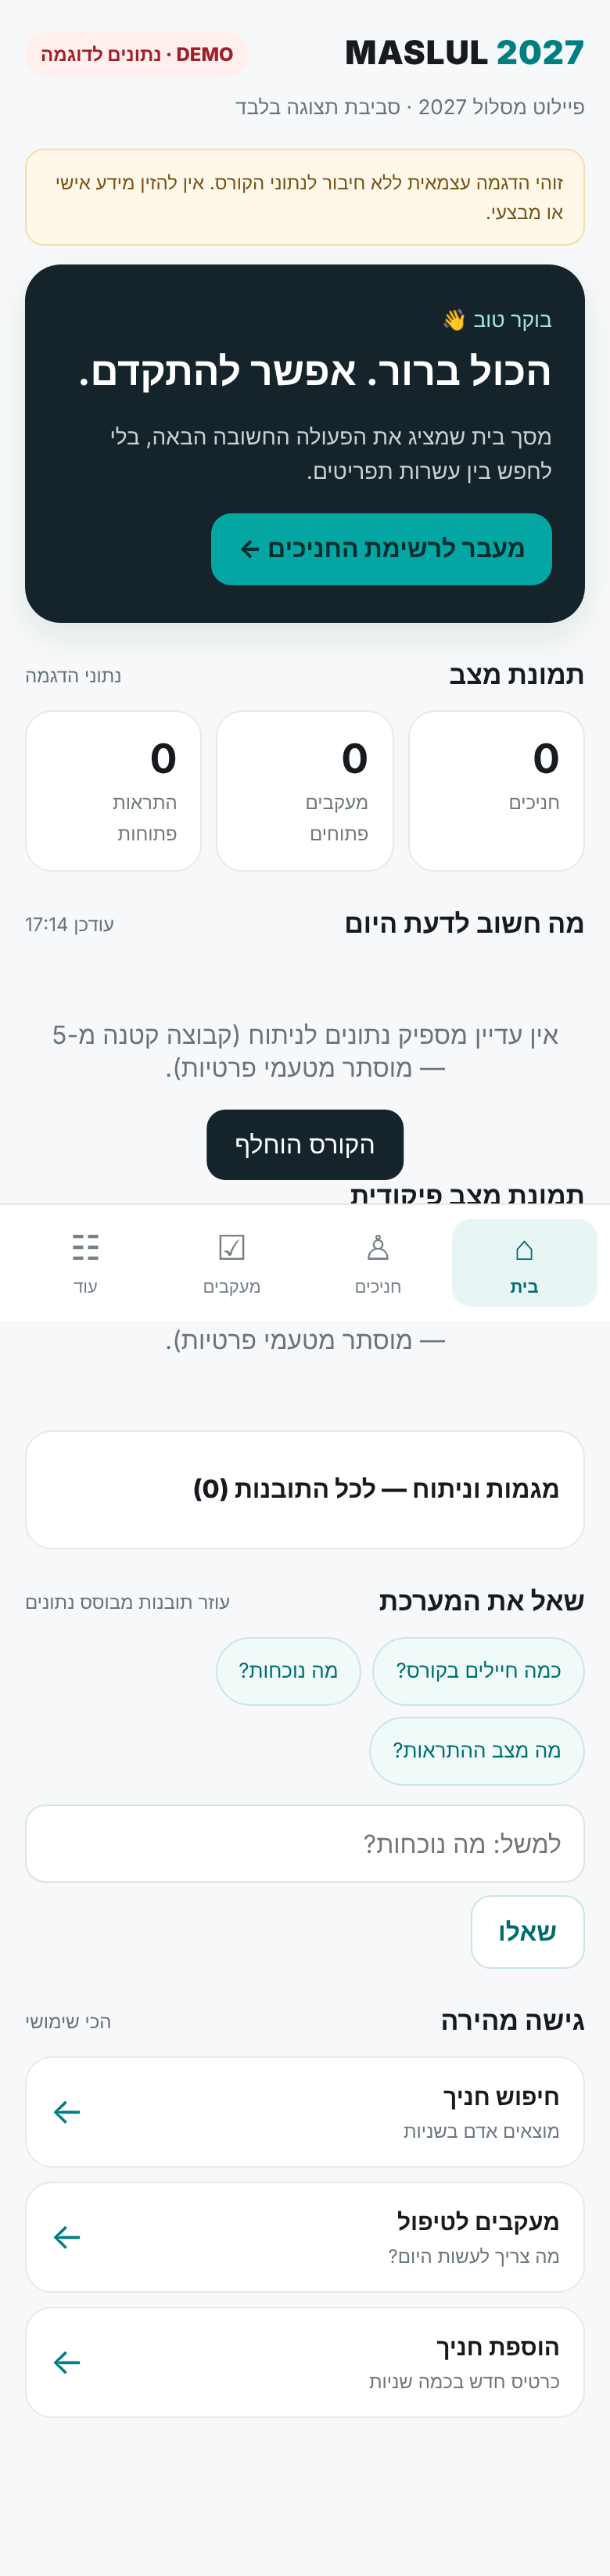 MASLUL 2027
DEMO · נתונים לדוגמה
פיילוט מסלול 2027 · סביבת תצוגה בלבד
זוהי הדגמה עצמאית ללא חיבור לנתוני הקורס. אין להזין מידע אישי
או מבצעי.
בוקר טוב 👋
הכול ברור. אפשר להתקדם.
מסך בית שמציג את הפעולה החשובה הבאה, בלי
לחפש בין עשרות תפריטים.
מעבר לרשימת החניכים ←
תמונת מצב
נתוני הדגמה
0
חניכים
0
מעקבים
פתוחים
0
התראות
פתוחות
מה חשוב לדעת היום
עודכן 17:14
אין עדיין מספיק נתונים לניתוח (קבוצה קטנה מ-5
— מוסתר מטעמי פרטיות).
הקורס הוחלף
תמונת מצב פיקודית
בית
חניכים
מעקבים
עוד
— מוסתר מטעמי פרטיות).
מגמות וניתוח — לכל התובנות (0)
שאל את המערכת
עוזר תובנות מבוסס נתונים
כמה חיילים בקורס?
מה נוכחות?
מה מצב ההתראות?
למשל: מה נוכחות?
שאלו
גישה מהירה
הכי שימושי
חיפוש חניך
מוצאים אדם בשניות
←
מעקבים לטיפול
מה צריך לעשות היום?
←
הוספת חניך
כרטיס חדש בכמה שניות
←